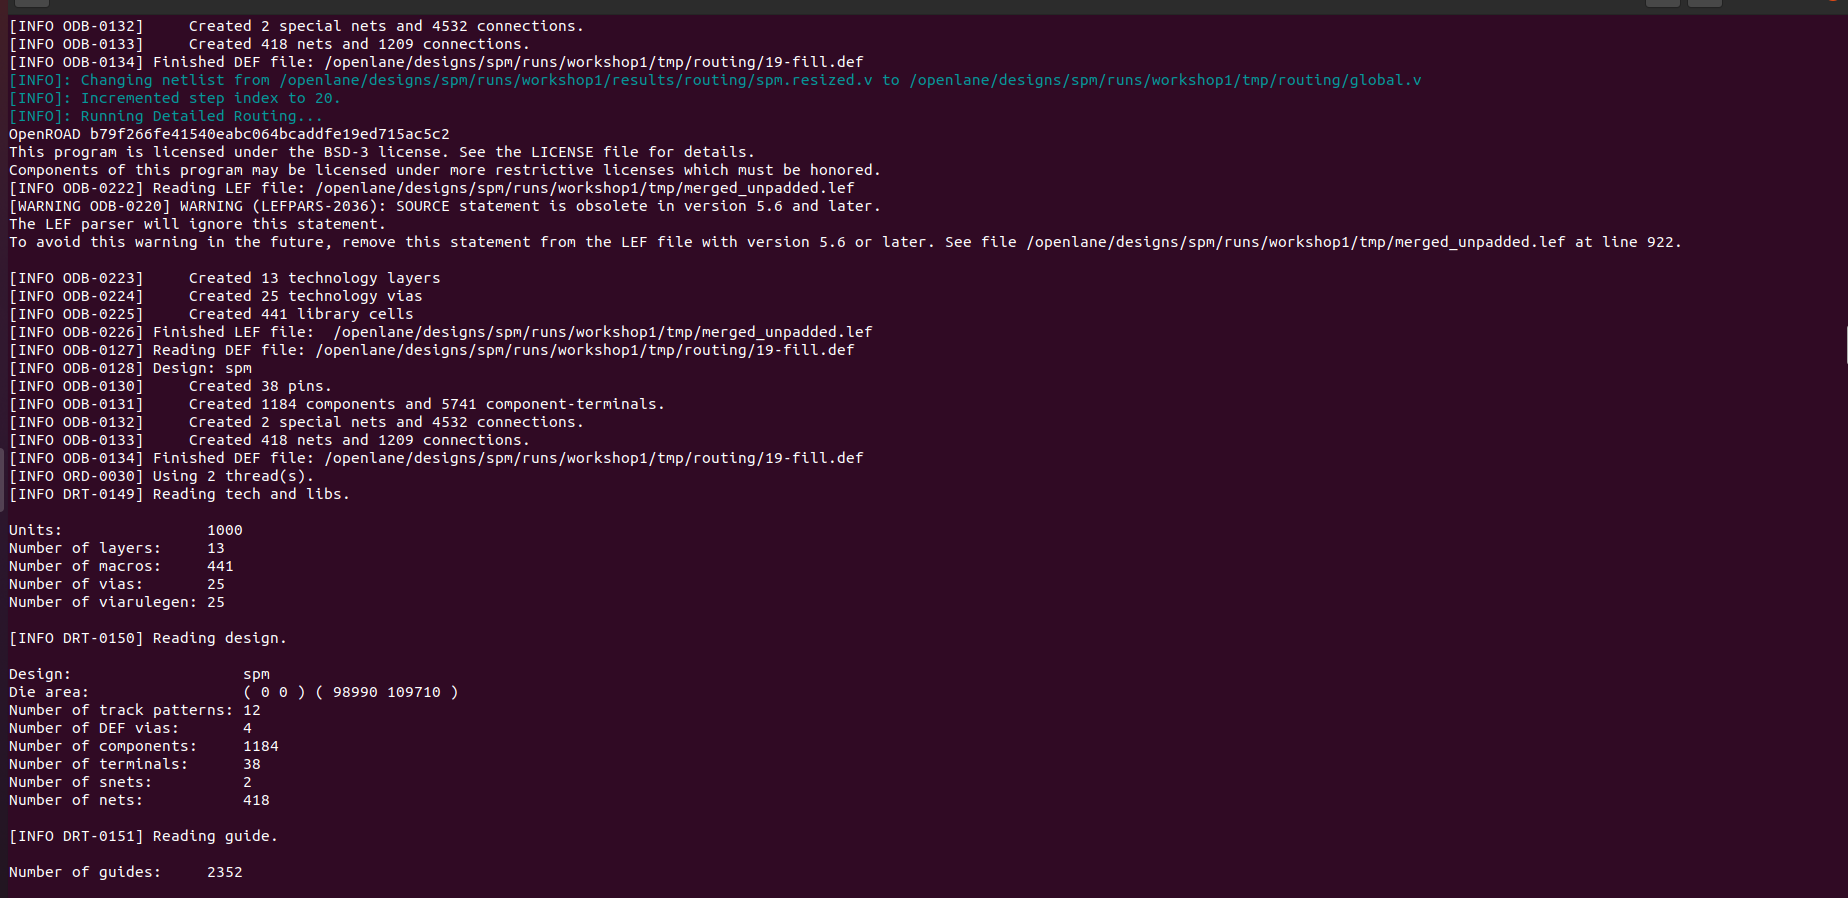 [INFO ODB-0132]     Created 2 special nets and 4532 connections.
[INFO ODB-0133]     Created 418 nets and 1209 connections.
[INFO ODB-0134] Finished DEF file: /openlane/designs/spm/runs/workshop1/tmp/routing/19-fill.def
[INFO]: Changing netlist from /openlane/designs/spm/runs/workshop1/results/routing/spm.resized.v to /openlane/designs/spm/runs/workshop1/tmp/routing/global.v
[INFO]: Incremented step index to 20.
[INFO]: Running Detailed Routing...
OpenROAD b79f266fe41540eabc064bcaddfe19ed715ac5c2
This program is licensed under the BSD-3 license. See the LICENSE file for details.
Components of this program may be licensed under more restrictive licenses which must be honored.
[INFO ODB-0222] Reading LEF file: /openlane/designs/spm/runs/workshop1/tmp/merged_unpadded.lef
[WARNING ODB-0220] WARNING (LEFPARS-2036): SOURCE statement is obsolete in version 5.6 and later.
The LEF parser will ignore this statement.
To avoid this warning in the future, remove this statement from the LEF file with version 5.6 or later. See file /openlane/designs/spm/runs/workshop1/tmp/merged_unpadded.lef at line 922.
[INFO ODB-0223]     Created 13 technology layers
[INFO ODB-0224]     Created 25 technology vias
[INFO ODB-0225]     Created 441 library cells
[INFO ODB-0226] Finished LEF file:  /openlane/designs/spm/runs/workshop1/tmp/merged_unpadded.lef
[INFO ODB-0127] Reading DEF file: /openlane/designs/spm/runs/workshop1/tmp/routing/19-fill.def
[INFO ODB-0128] Design: spm
[INFO ODB-0130]     Created 38 pins.
[INFO ODB-0131]     Created 1184 components and 5741 component-terminals.
[INFO ODB-0132]     Created 2 special nets and 4532 connections.
[INFO ODB-0133]     Created 418 nets and 1209 connections.
[INFO ODB-0134] Finished DEF file: /openlane/designs/spm/runs/workshop1/tmp/routing/19-fill.def
[INFO ORD-0030] Using 2 thread(s).
[INFO DRT-0149] Reading tech and libs.
Units:                1000
Number of layers:     13
Number of macros:     441
Number of vias:       25
Number of viarulegen: 25
[INFO DRT-0150] Reading design.
Design:                   spm
Die area:                 ( 0 0 ) ( 98990 109710 )
Number of track patterns: 12
Number of DEF vias:       4
Number of components:     1184
Number of terminals:      38
Number of snets:          2
Number of nets:           418
[INFO DRT-0151] Reading guide.
Number of guides:     2352